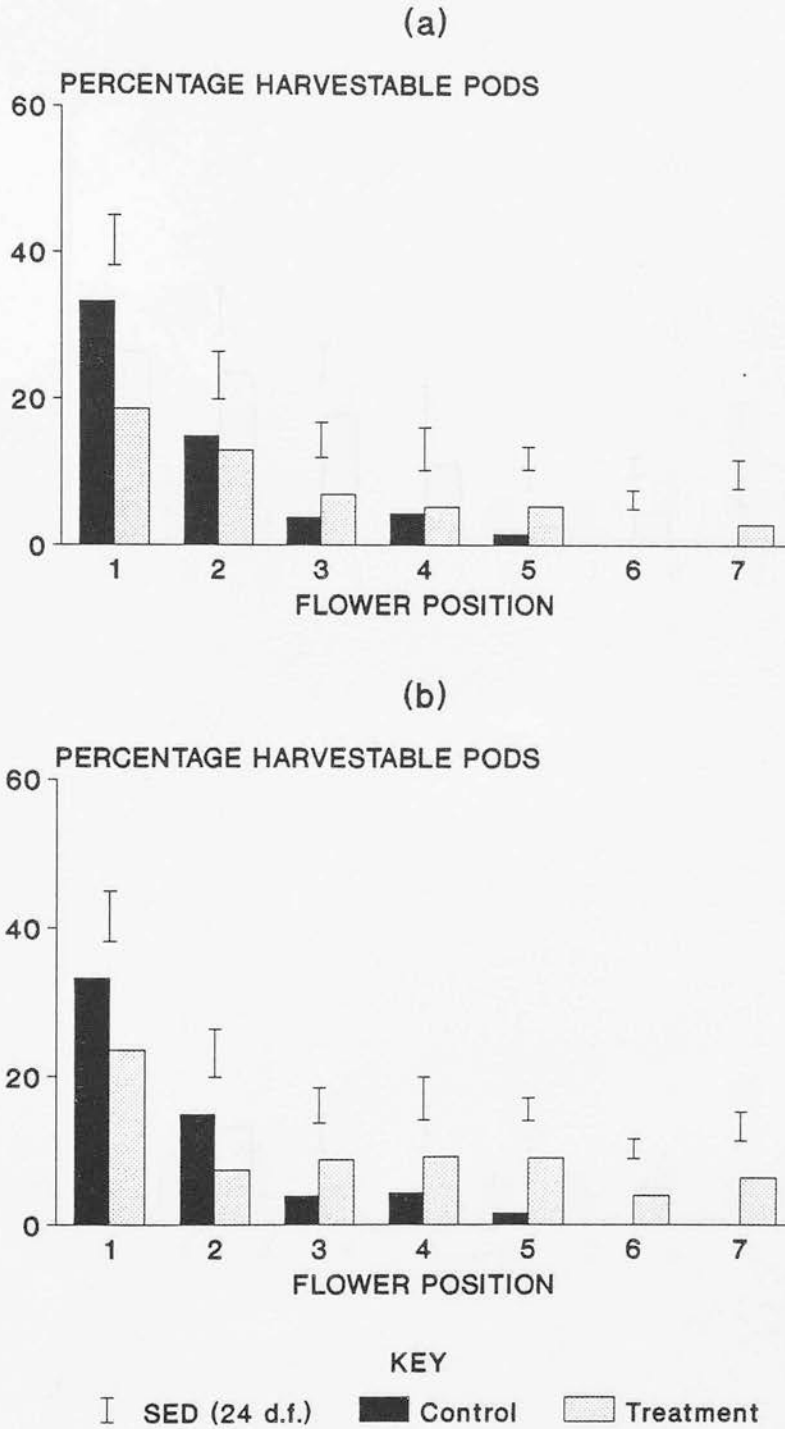 (a)
PERCENTAGE HARVESTABLE PODS
60
40
20
0
1 2 3 4 5 6 7
FLOWER POSITION
(b)
PERCENTAGE HARVESTABLE PODS
60
40
20
0
1 2 3 4 5 6 7
FLOWER POSITION
KEY
SED (24 d.f.) Control Treatment